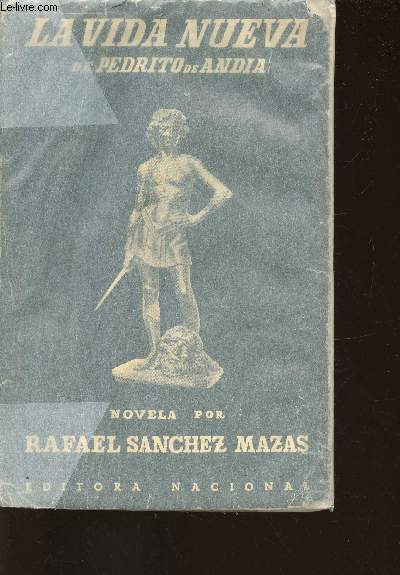 Le-livre.com
LA VIDA NUEVA
DE PEDRITO DE ANDIA
NOVELA POR
RAFAEL SANCHEZ MAZAS
EDITORA NACIONAL